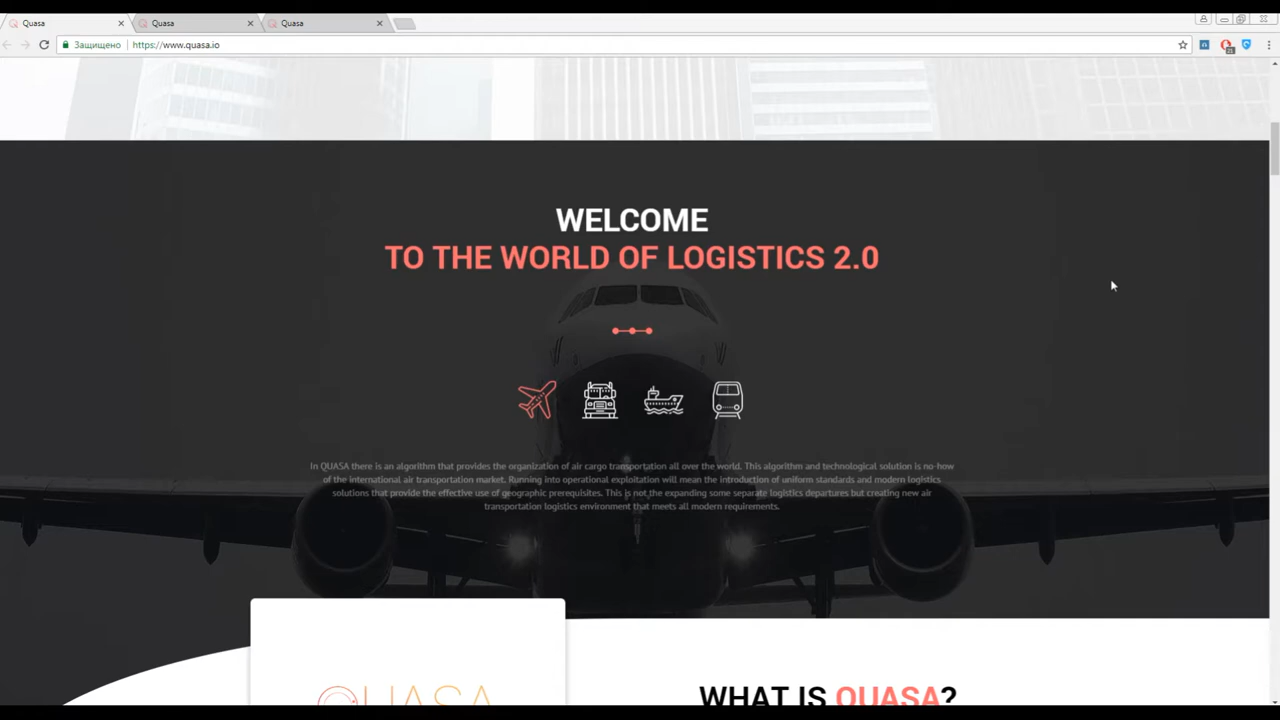 Quasa
Quasa
Quasa
Защищено
https://www.quasa.io
WELCOME
TO THE WORLD OF LOGISTICS 2.0
In QUASA there is an algorithm that provides the organization of air cargo transportation all over the world. This algorithm and technological solution is no-how
of the international air transportation market. Running into operational exploitation will mean the introduction of uniform standards and modern logistics
solutions that provide the effective use of geographic prerequisites. This is not the expanding some separate logistics departures but creating new air
transportation logistics environment that meets all modern requirements.
QUASA
WHAT IS QUASA?